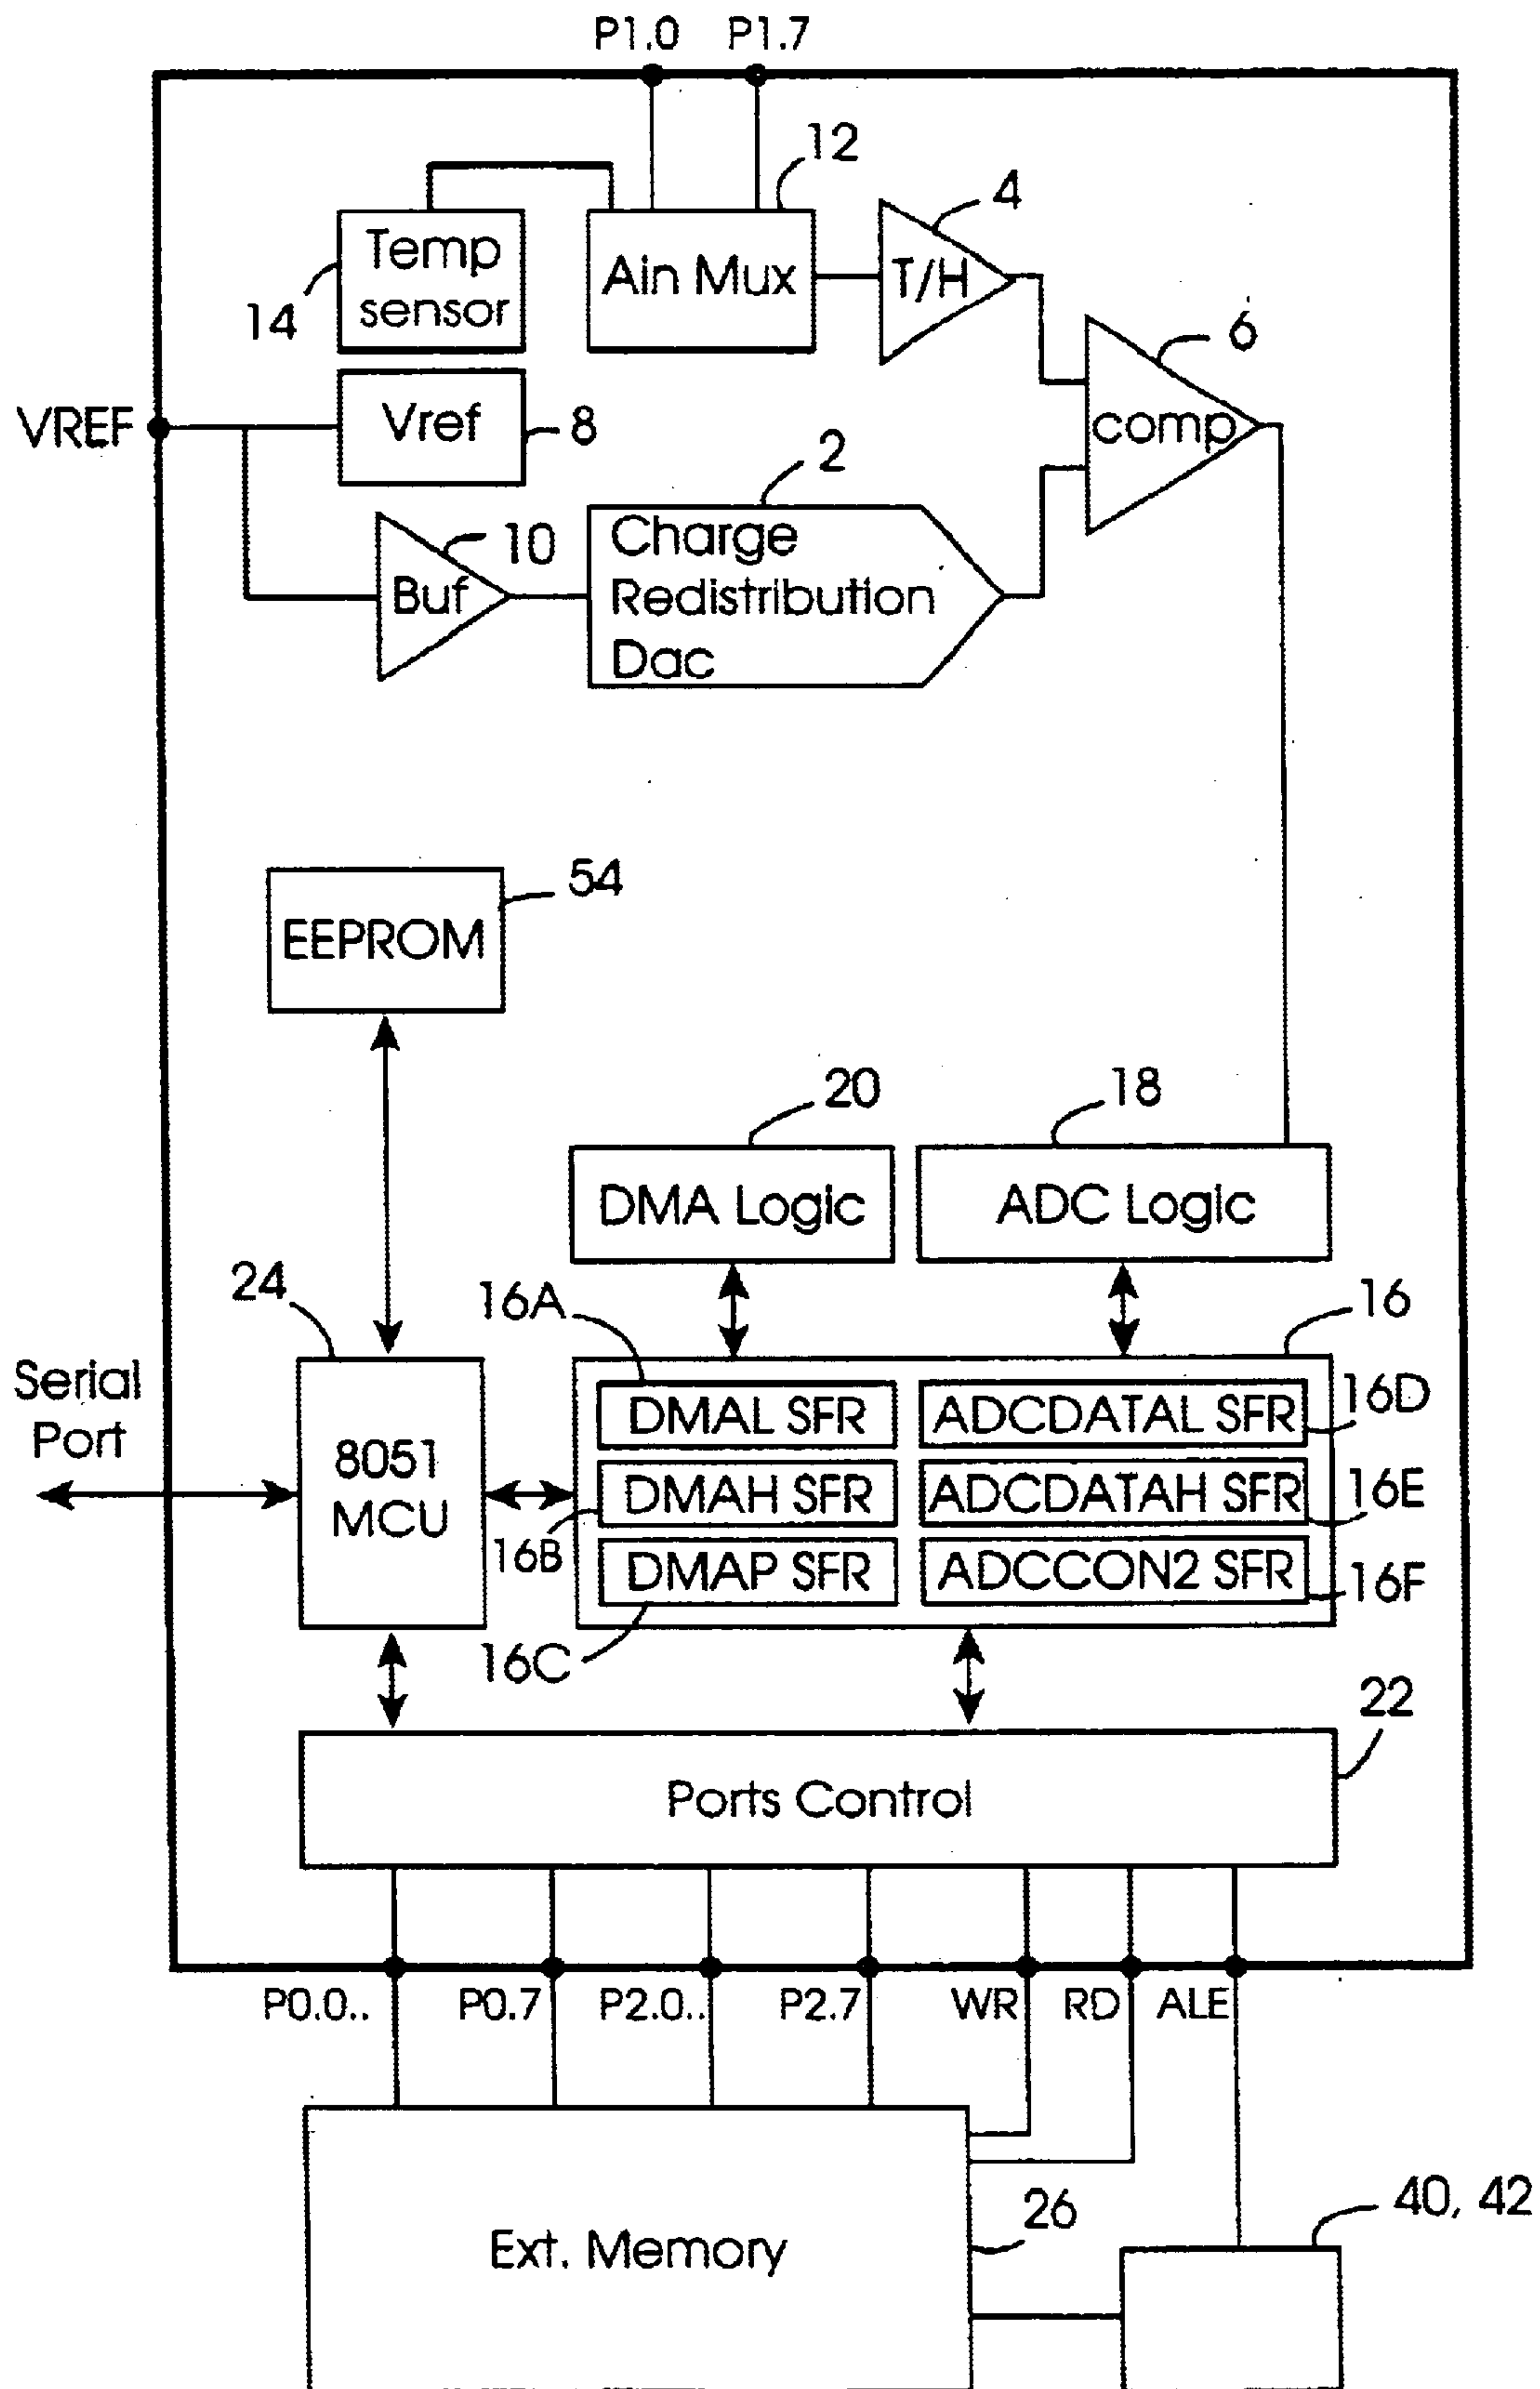 P1.0 P1.7
12
4
Temp
sensor
14
Ain Mux
T/H
6
VREF
Vref
8
comp
2
10
Buf
Charge
Redistribution
Dac
54
EEPROM
20
18
DMA Logic
ADC Logic
24
16A
16
Serial
Port
8051
MCU
DMAL SFR
ADCDATAL SFR
16D
DMAH SFR
ADCDATAH SFR
16E
16B
DMAP SFR
ADCCON2 SFR
16F
16C
22
Ports Control
P0.0.. P0.7 P2.0.. P2.7 WR RD ALE
26
40, 42
Ext. Memory